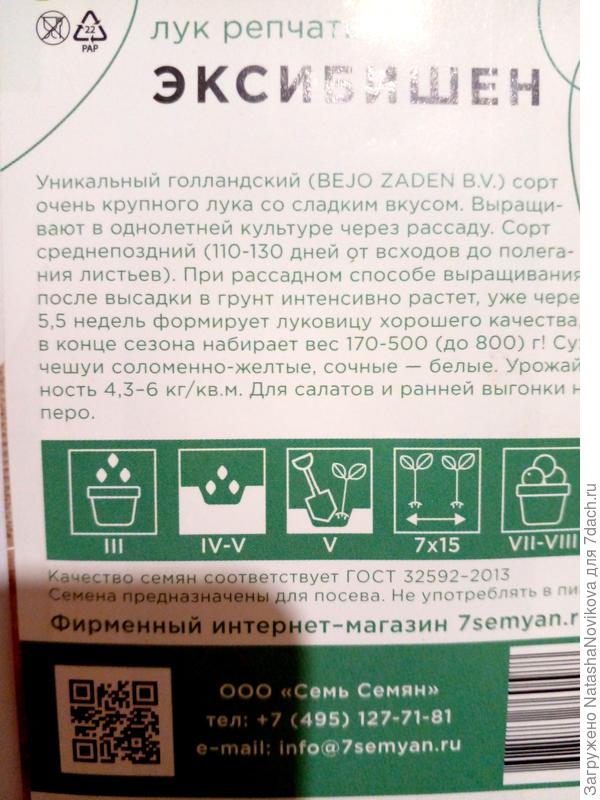 22
PAP
лук репчат
ЭКСИБИШЕН
Уникальный голландский (BEJO ZADEN B.V.) сорт
очень крупного лука со сладким вкусом. Выращи-
вают в однолетней культуре через рассаду. Сорт
среднепоздний (110-130 дней от всходов до полега-
ния листьев). При рассадном способе выращивания
после высадки в грунт интенсивно растет, уже чере
5,5 недель формирует луковицу хорошего качества,
в конце сезона набирает вес 170-500 (до 800) г! Сух
чешуи соломенно-желтые, сочные — белые. Урожай
ность 4,3–6 кг/кв.м. Для салатов и ранней выгонки н
перо.
III IV-V V 7х15 VII-VIII
Качество семян соответствует ГОСТ 32592-2013
Семена предназначены для посева. Не употреблять в пи
Фирменный интернет-магазин 7semyan.r
ООО «Семь Семян»
тел: +7 (495) 127-71-81
e-mail: info@7semyan.ru
Загружено NatashaNovikova для 7dach.ru